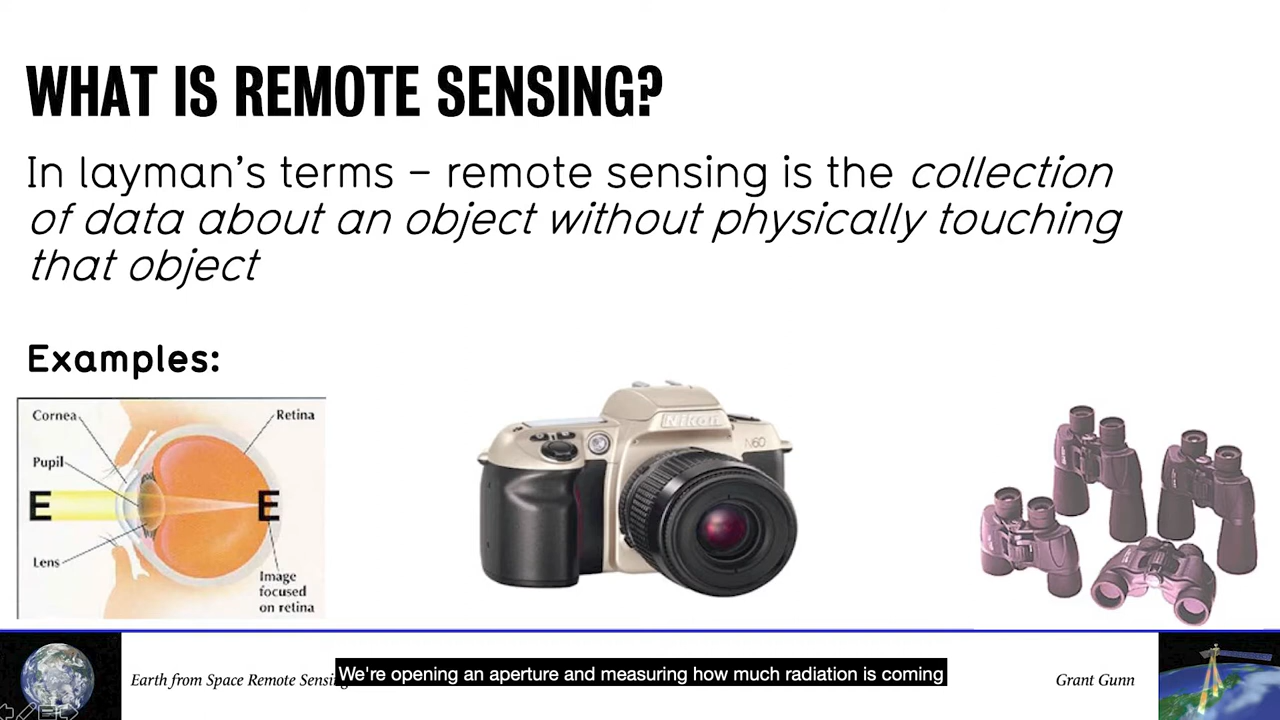 WHAT IS REMOTE SENSING?
In layman’s terms – remote sensing is the collection
of data about an object without physically touching
that object
Examples:
Cornea
Retina
Pupil
E
E
Lens
Image
focused
on retina
Nikon
N60
Earth from Space Remote Sensing
We're opening an aperture and measuring how much radiation is coming
Grant Gunn